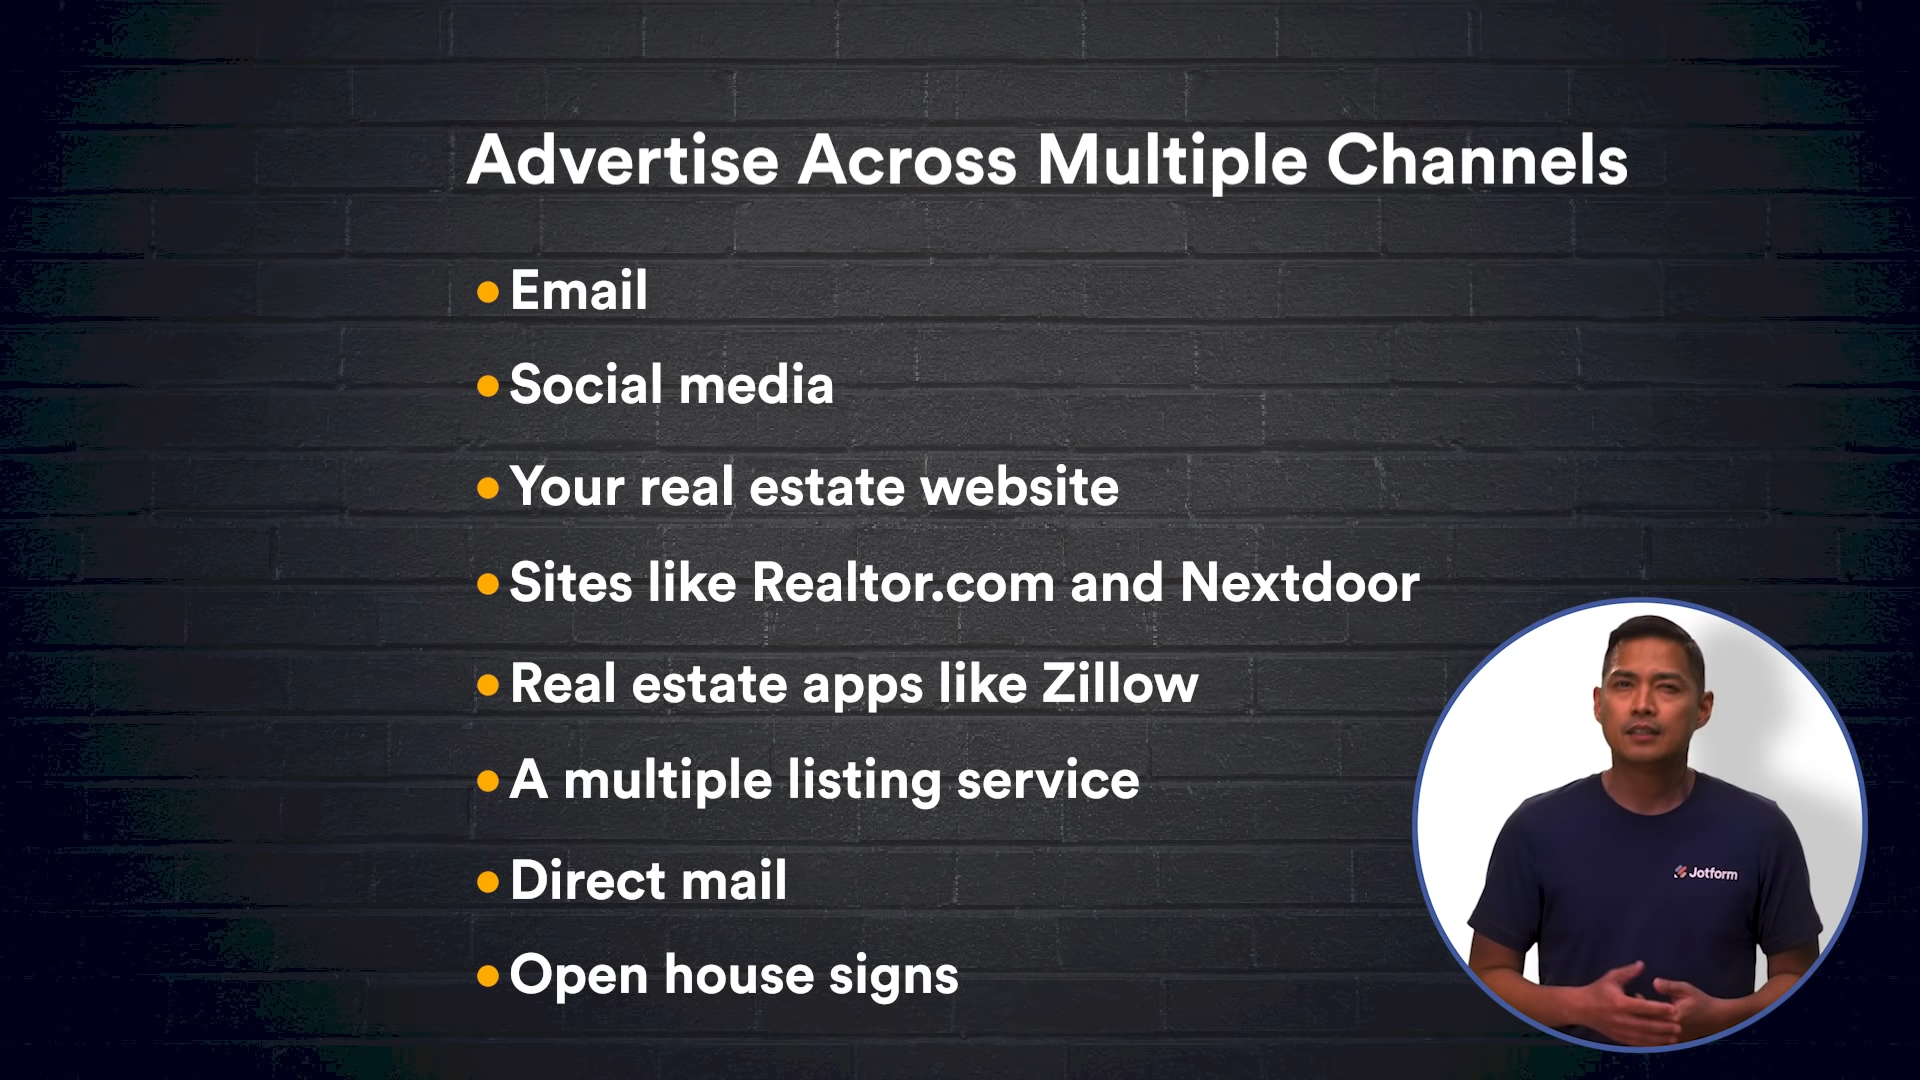 Advertise Across Multiple Channels
• Email
• Social media
• Your real estate website
• Sites like Realtor.com and Nextdoor
• Real estate apps like Zillow
• A multiple listing service
• Direct mail
• Open house signs
Jotform